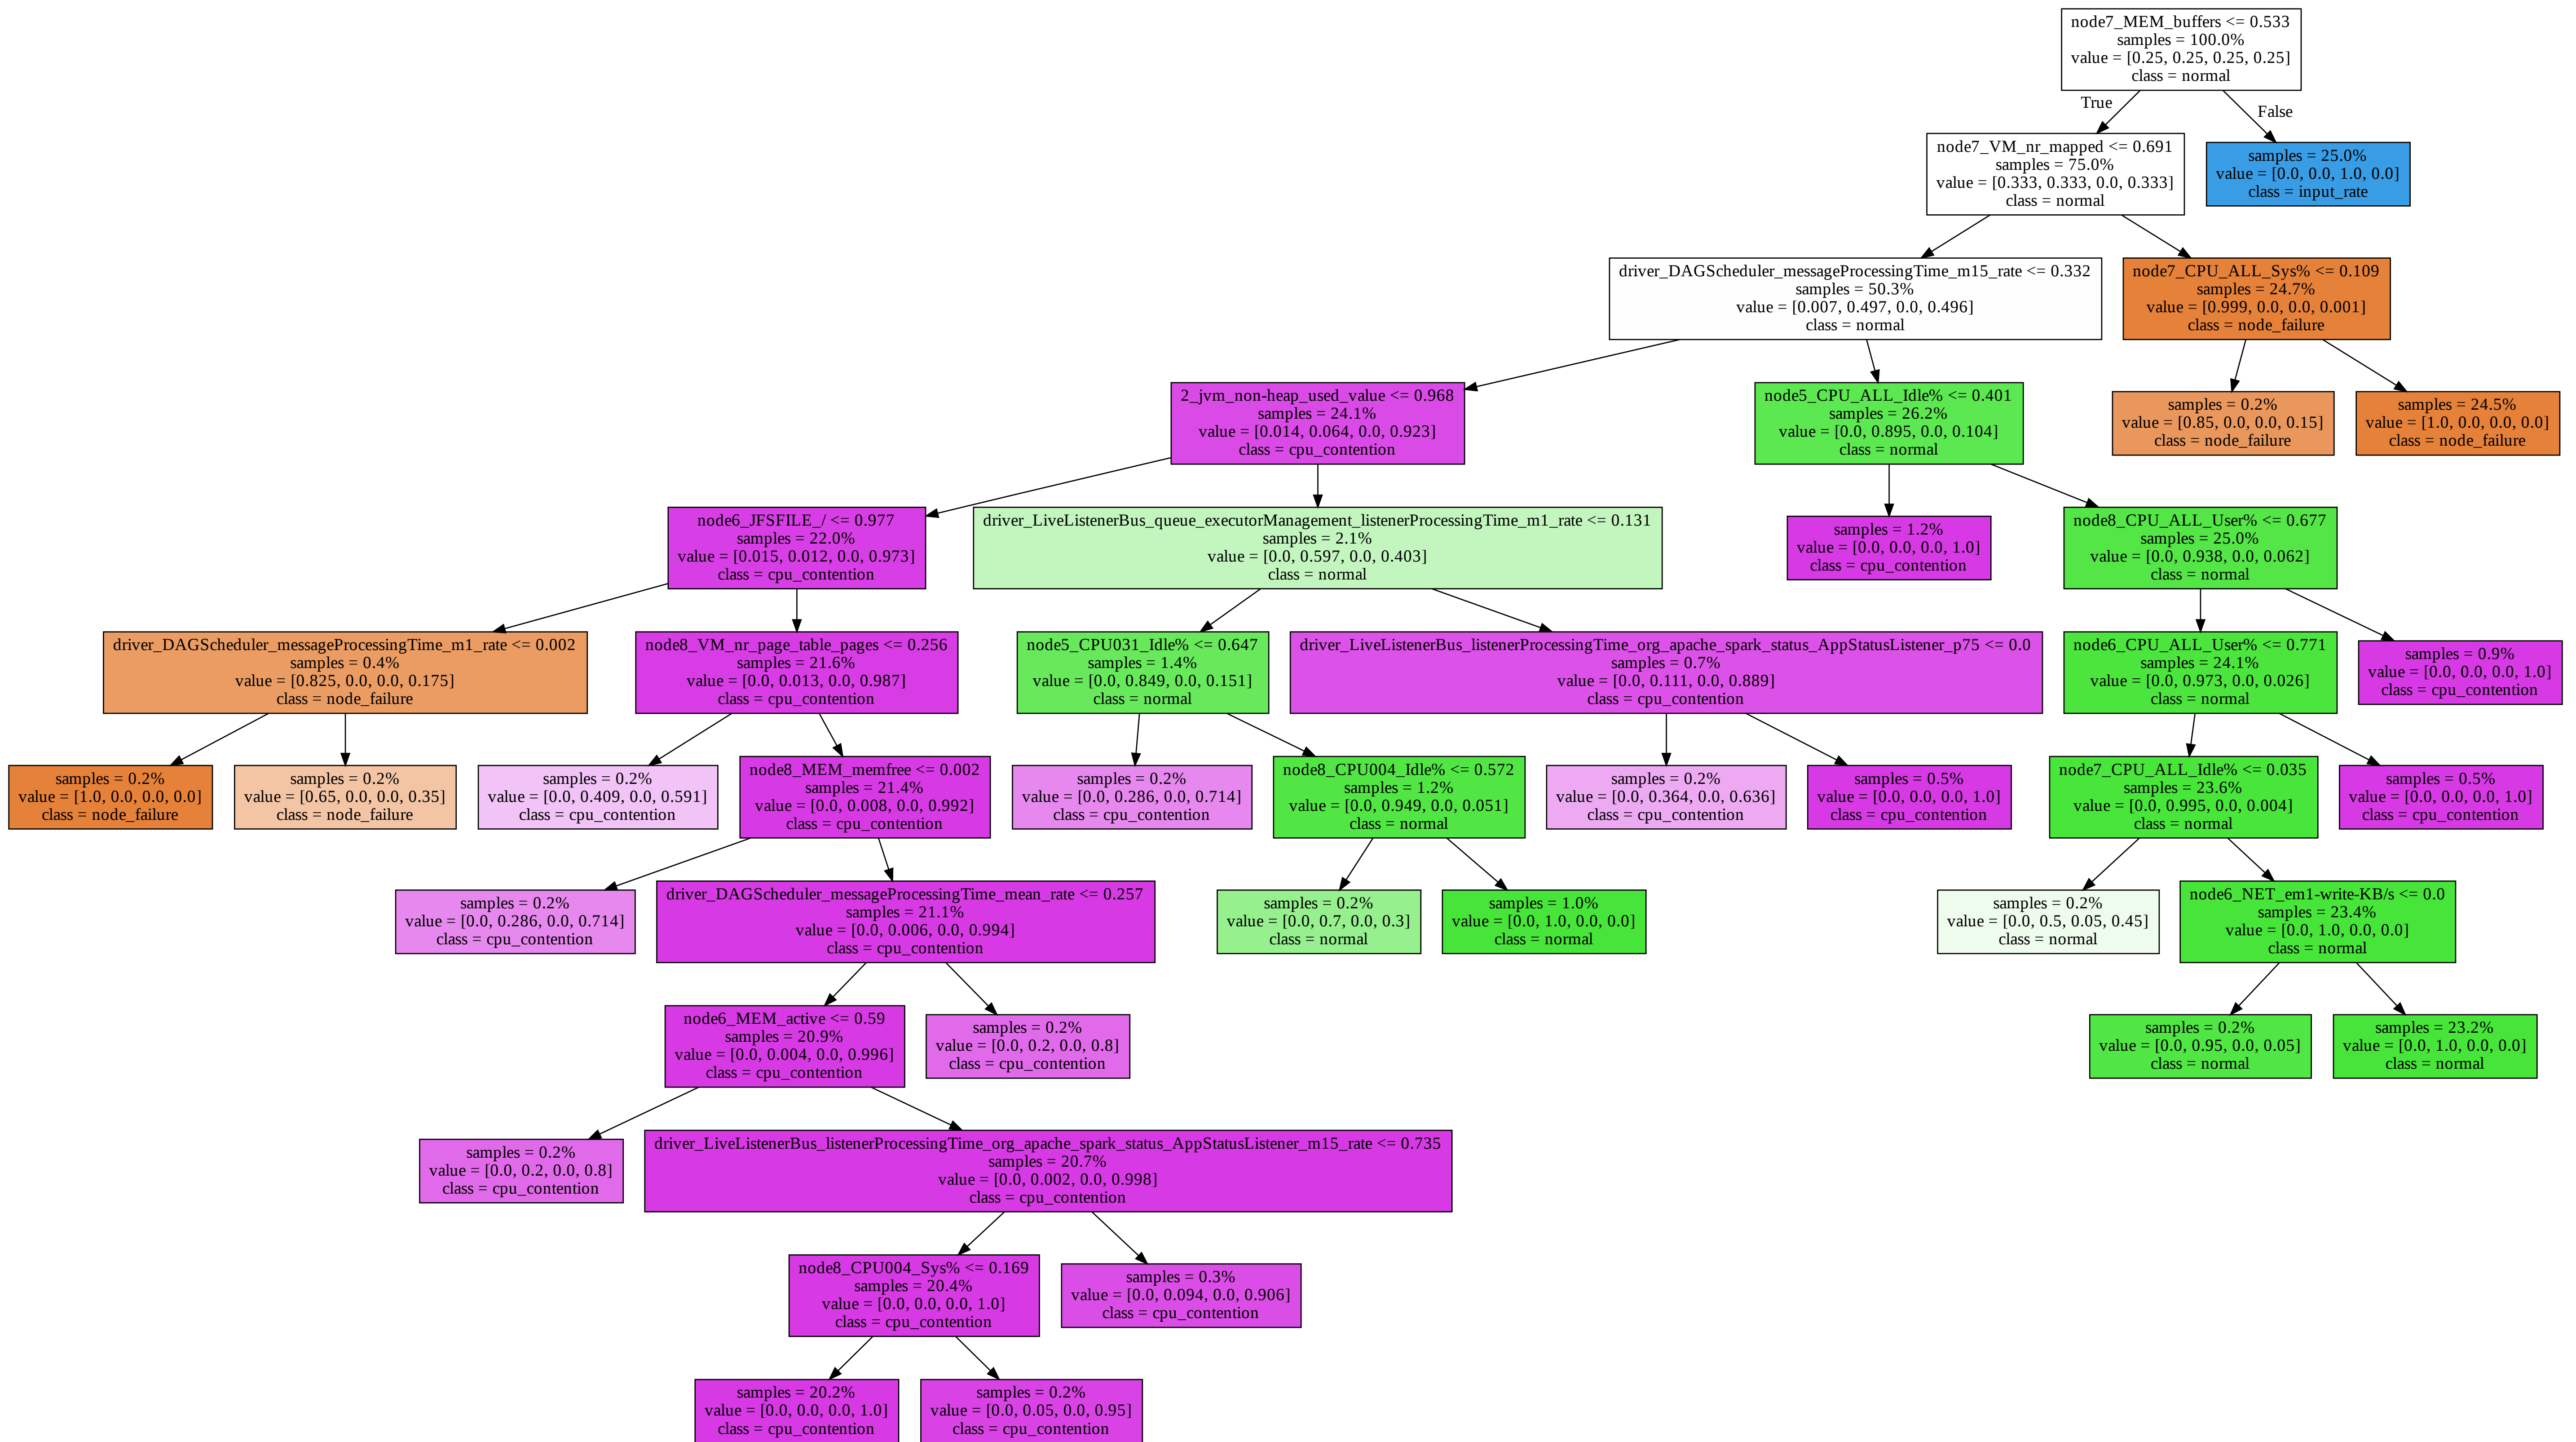 node7_MEM_buffers <= 0.533
samples = 100.0%
value = [0.25, 0.25, 0.25, 0.25]
class = normal
True
False
node7_VM_nr_mapped <= 0.691
samples = 75.0%
value = [0.333, 0.333, 0.0, 0.333]
class = normal
samples = 25.0%
value = [0.0, 0.0, 1.0, 0.0]
class = input_rate
driver_DAGScheduler_messageProcessingTime_m15_rate <= 0.332
samples = 50.3%
value = [0.007, 0.497, 0.0, 0.496]
class = normal
node7_CPU_ALL_Sys% <= 0.109
samples = 24.7%
value = [0.999, 0.0, 0.0, 0.001]
class = node_failure
2_jvm_non-heap_used_value <= 0.968
samples = 24.1%
value = [0.014, 0.064, 0.0, 0.923]
class = cpu_contention
node5_CPU_ALL_Idle% <= 0.401
samples = 26.2%
value = [0.0, 0.895, 0.0, 0.104]
class = normal
samples = 0.2%
value = [0.85, 0.0, 0.0, 0.15]
class = node_failure
samples = 24.5%
value = [1.0, 0.0, 0.0, 0.0]
class = node_failure
node6_JFSFILE_/ <= 0.977
samples = 22.0%
value = [0.015, 0.012, 0.0, 0.973]
class = cpu_contention
driver_LiveListenerBus_queue_executorManagement_listenerProcessingTime_m1_rate <= 0.131
samples = 2.1%
value = [0.0, 0.597, 0.0, 0.403]
class = normal
samples = 1.2%
value = [0.0, 0.0, 0.0, 1.0]
class = cpu_contention
node8_CPU_ALL_User% <= 0.677
samples = 25.0%
value = [0.0, 0.938, 0.0, 0.062]
class = normal
driver_DAGScheduler_messageProcessingTime_m1_rate <= 0.002
samples = 0.4%
value = [0.825, 0.0, 0.0, 0.175]
class = node_failure
node8_VM_nr_page_table_pages <= 0.256
samples = 21.6%
value = [0.0, 0.013, 0.0, 0.987]
class = cpu_contention
node5_CPU031_Idle% <= 0.647
samples = 1.4%
value = [0.0, 0.849, 0.0, 0.151]
class = normal
driver_LiveListenerBus_listenerProcessingTime_org_apache_spark_status_AppStatusListener_p75 <= 0.0
samples = 0.7%
value = [0.0, 0.111, 0.0, 0.889]
class = cpu_contention
node6_CPU_ALL_User% <= 0.771
samples = 24.1%
value = [0.0, 0.973, 0.0, 0.026]
class = normal
samples = 0.9%
value = [0.0, 0.0, 0.0, 1.0]
class = cpu_contention
samples = 0.2%
value = [1.0, 0.0, 0.0, 0.0]
class = node_failure
samples = 0.2%
value = [0.65, 0.0, 0.0, 0.35]
class = node_failure
samples = 0.2%
value = [0.0, 0.409, 0.0, 0.591]
class = cpu_contention
node8_MEM_memfree <= 0.002
samples = 21.4%
value = [0.0, 0.008, 0.0, 0.992]
class = cpu_contention
samples = 0.2%
value = [0.0, 0.286, 0.0, 0.714]
class = cpu_contention
node8_CPU004_Idle% <= 0.572
samples = 1.2%
value = [0.0, 0.949, 0.0, 0.051]
class = normal
samples = 0.2%
value = [0.0, 0.364, 0.0, 0.636]
class = cpu_contention
samples = 0.5%
value = [0.0, 0.0, 0.0, 1.0]
class = cpu_contention
node7_CPU_ALL_Idle% <= 0.035
samples = 23.6%
value = [0.0, 0.995, 0.0, 0.004]
class = normal
samples = 0.5%
value = [0.0, 0.0, 0.0, 1.0]
class = cpu_contention
samples = 0.2%
value = [0.0, 0.286, 0.0, 0.714]
class = cpu_contention
driver_DAGScheduler_messageProcessingTime_mean_rate <= 0.257
samples = 21.1%
value = [0.0, 0.006, 0.0, 0.994]
class = cpu_contention
samples = 0.2%
value = [0.0, 0.7, 0.0, 0.3]
class = normal
samples = 1.0%
value = [0.0, 1.0, 0.0, 0.0]
class = normal
samples = 0.2%
value = [0.0, 0.5, 0.05, 0.45]
class = normal
node6_NET_em1-write-KB/s <= 0.0
samples = 23.4%
value = [0.0, 1.0, 0.0, 0.0]
class = normal
node6_MEM_active <= 0.59
samples = 20.9%
value = [0.0, 0.004, 0.0, 0.996]
class = cpu_contention
samples = 0.2%
value = [0.0, 0.2, 0.0, 0.8]
class = cpu_contention
samples = 0.2%
value = [0.0, 0.95, 0.0, 0.05]
class = normal
samples = 23.2%
value = [0.0, 1.0, 0.0, 0.0]
class = normal
samples = 0.2%
value = [0.0, 0.2, 0.0, 0.8]
class = cpu_contention
driver_LiveListenerBus_listenerProcessingTime_org_apache_spark_status_AppStatusListener_m15_rate <= 0.735
samples = 20.7%
value = [0.0, 0.002, 0.0, 0.998]
class = cpu_contention
node8_CPU004_Sys% <= 0.169
samples = 20.4%
value = [0.0, 0.0, 0.0, 1.0]
class = cpu_contention
samples = 0.3%
value = [0.0, 0.094, 0.0, 0.906]
class = cpu_contention
samples = 20.2%
value = [0.0, 0.0, 0.0, 1.0]
class = cpu_contention
samples = 0.2%
value = [0.0, 0.05, 0.0, 0.95]
class = cpu_contention